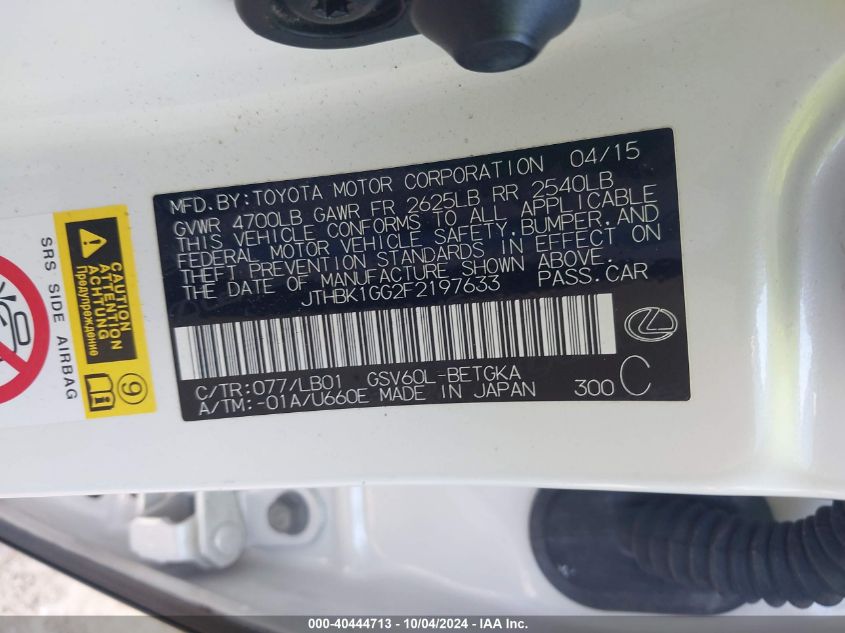 MFD. BY: TOYOTA MOTOR CORPORATION 04/15
GVWR 4700LB GAWR FR 2625LB RR 2540LB
THIS VEHICLE CONFORMS TO ALL APPLICABLE
FEDERAL MOTOR VEHICLE SAFETY, BUMPER, AND
THEFT PREVENTION STANDARDS IN EFFECT ON
THE DATE OF MANUFACTURE SHOWN ABOVE.
JTHBK1GG2F2197633 PASS.CAR
C/TR:077/LB01 GSV60L-BETGKA
A/TM:-01A/U660E MADE IN JAPAN 300 C
SRS SIDE AIRBAG
CAUTION
ATTENTION
ACHTUNG
Предупреждение
9
000-40444713 - 10/04/2024 - IAA Inc.